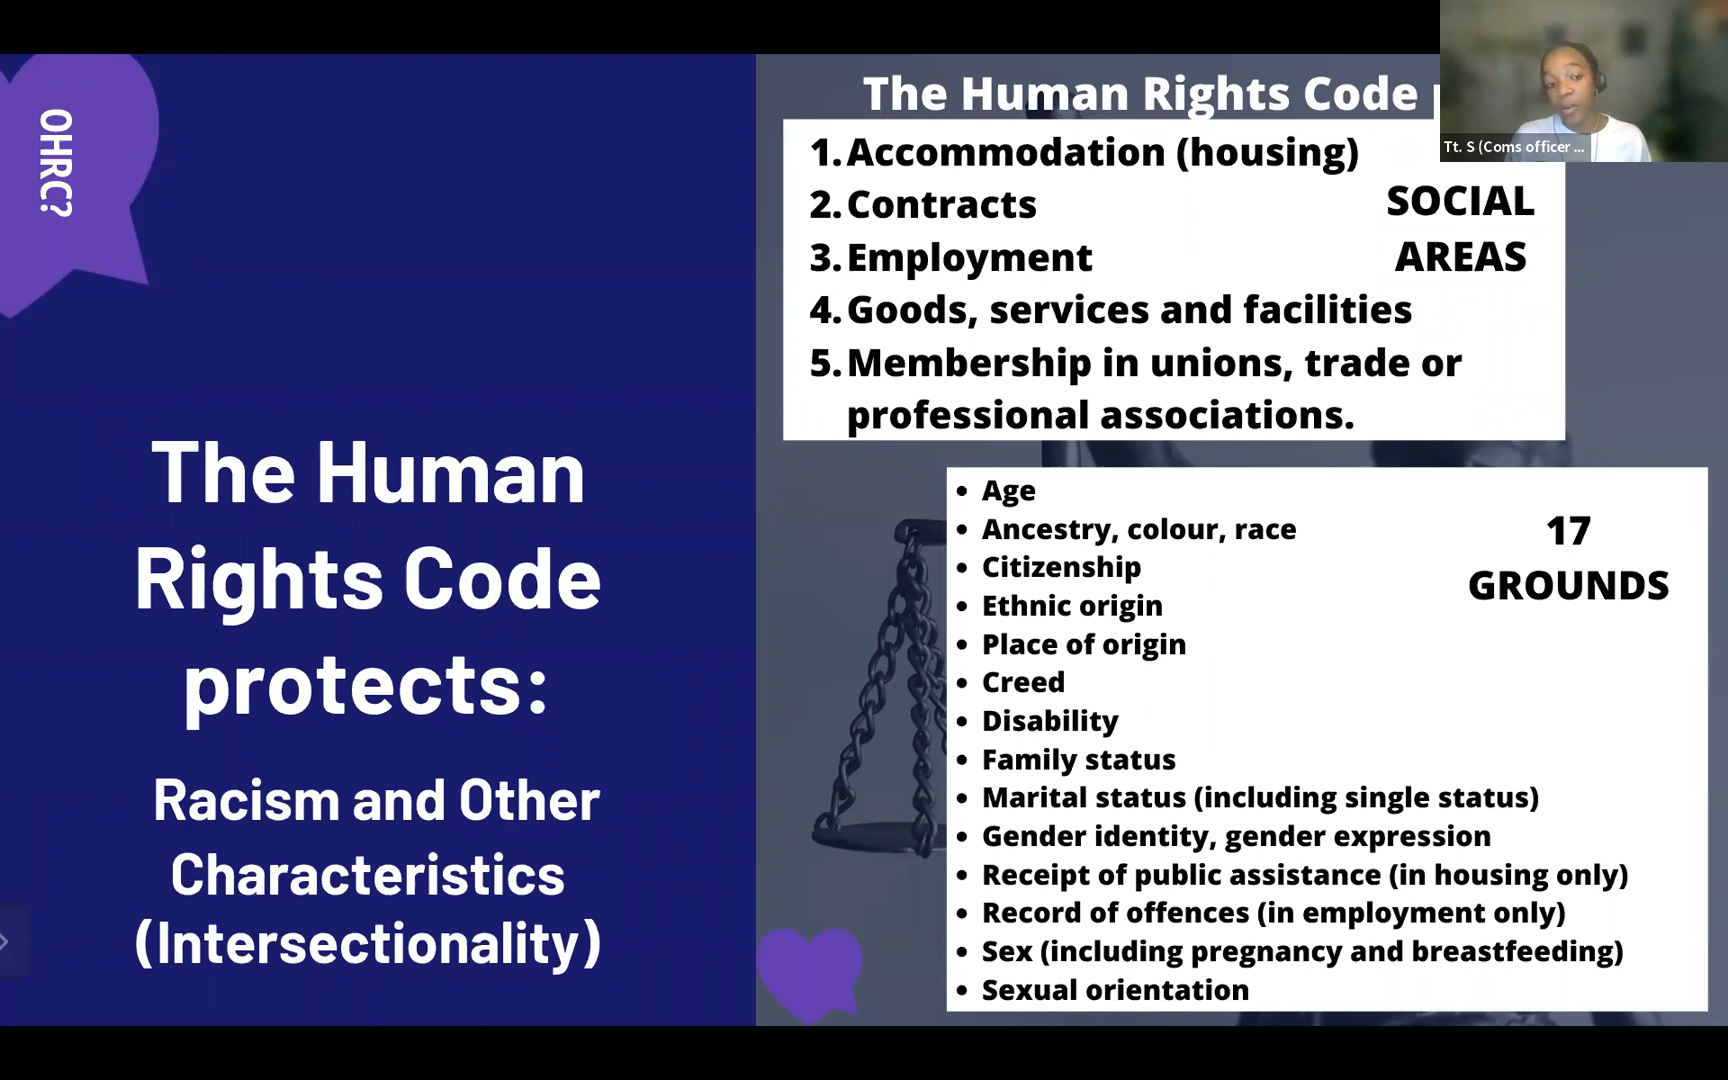 OHRC?
The Human
Rights Code
protects:
Racism and Other
Characteristics
(Intersectionality)
The Human Rights Code
1. Accommodation (housing)
2. Contracts
3. Employment
4. Goods, services and facilities
5. Membership in unions, trade or
professional associations.
SOCIAL
AREAS
• Age
• Ancestry, colour, race
• Citizenship
• Ethnic origin
• Place of origin
• Creed
• Disability
• Family status
• Marital status (including single status)
• Gender identity, gender expression
• Receipt of public assistance (in housing only)
• Record of offences (in employment only)
• Sex (including pregnancy and breastfeeding)
• Sexual orientation
17
GROUNDS
Tt. S (Coms officer ...